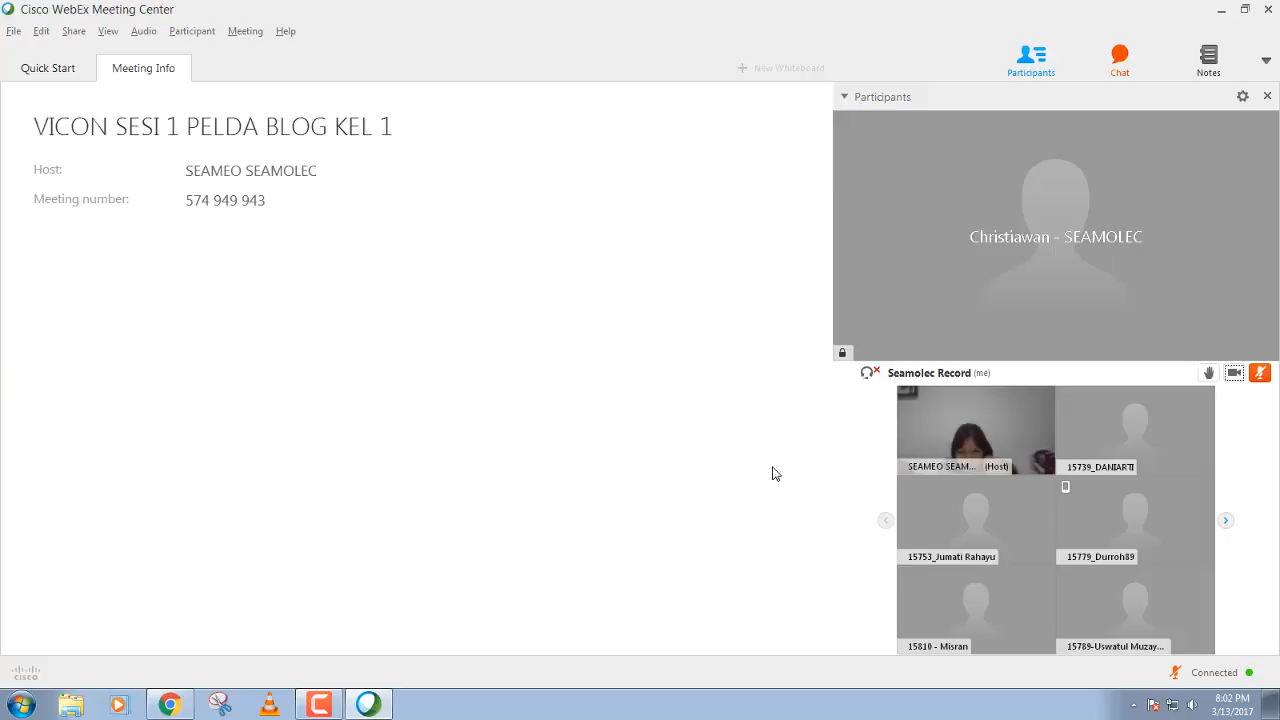 Cisco WebEx Meeting Center
File Edit Share View Audio Participant Meeting Help
Quick Start
Meeting Info
New Whiteboard
Participants
Chat
Notes
VICON SESI 1 PELDA BLOG KEL 1
Host: SEAMEO SEAMOLEC
Meeting number: 574 949 943
Participants
Christiawan - SEAMOLEC
Seamolec Record (me)
SEAMEO SEAM... (Host)
15739_DANIARTI
15753_Jumati Rahayu
15779_Durroh89
15810 - Misran
15789-Uswatul Muzay...
cisco
Connected
8:02 PM
3/13/2017